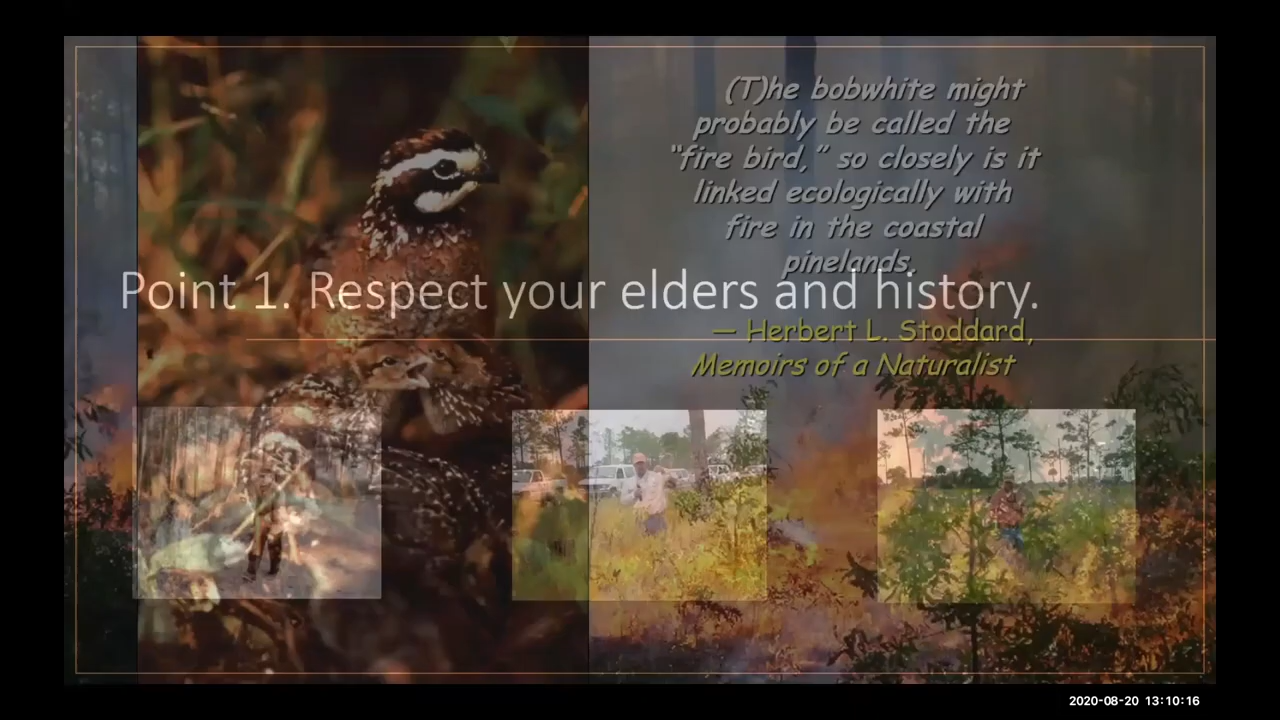 (T)he bobwhite might
probably be called the
“fire bird,” so closely is it
linked ecologically with
fire in the coastal
pinelands.
Point 1. Respect your elders and history.
— Herbert L. Stoddard,
Memoirs of a Naturalist
2020-08-20 13:10:16